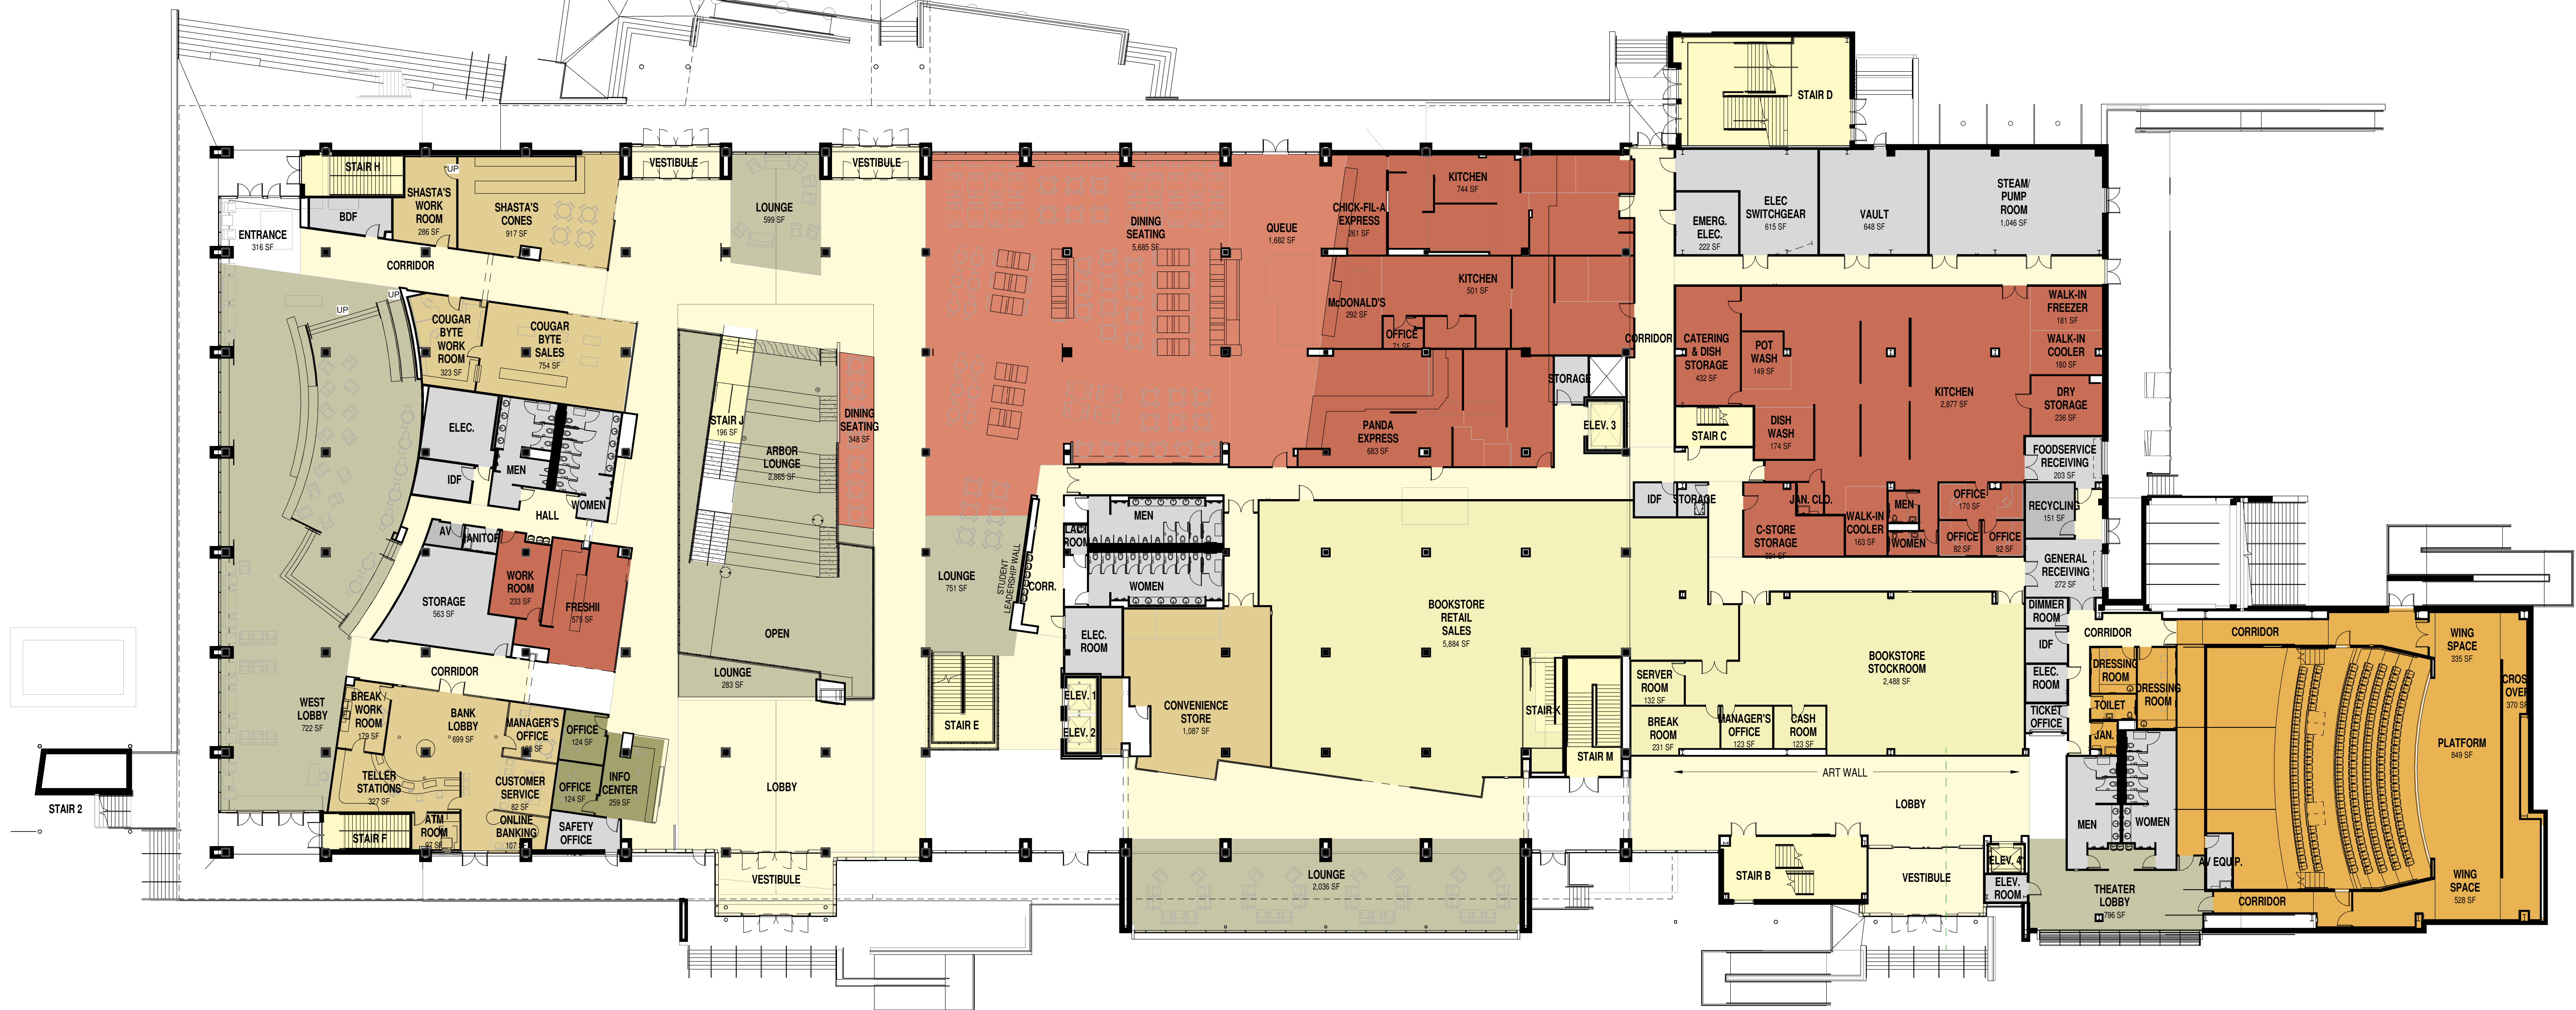 STAIR D
STAIR H
UP
SHASTA'S
WORK
ROOM
286 SF
BDF
SHASTA'S
CONES
917 SF
VESTIBULE
LOUNGE
599 SF
VESTIBULE
ENTRANCE
316 SF
CORRIDOR
DINING
SEATING
5,685 SF
QUEUE
1,682 SF
CHICK-FIL-A
EXPRESS
261 SF
KITCHEN
744 SF
EMERG.
ELEC.
222 SF
ELEC
SWITCHGEAR
615 SF
VAULT
648 SF
STEAM/
PUMP
ROOM
1,046 SF
UP
UP
COUGAR
BYTE
WORK
ROOM
323 SF
COUGAR
BYTE
SALES
754 SF
McDONALD'S
292 SF
KITCHEN
501 SF
OFFICE
71 SF
CORRIDOR
CATERING
& DISH
STORAGE
432 SF
POT
WASH
149 SF
KITCHEN
2,877 SF
WALK-IN
FREEZER
181 SF
WALK-IN
COOLER
180 SF
DRY
STORAGE
236 SF
STORAGE
ELEV. 3
STAIR C
DISH
WASH
174 SF
PANDA
EXPRESS
683 SF
STAIR J
196 SF
ARBOR
LOUNGE
2,865 SF
DINING
SEATING
348 SF
ELEC.
IDF
MEN
WOMEN
HALL
AV
JANITOR
STORAGE
563 SF
WORK
ROOM
233 SF
FRESHII
575 SF
OPEN
LOUNGE
283 SF
LOUNGE
751 SF
STUDENT
LEADERSHIP WALL
CORR.
MEN
WOMEN
ELEC.
ROOM
IDF
STORAGE
C-STORE
STORAGE
321 SF
JAN. CLO.
WALK-IN
COOLER
163 SF
MEN
WOMEN
OFFICE
170 SF
OFFICE
82 SF
OFFICE
82 SF
FOODSERVICE
RECEIVING
203 SF
RECYCLING
151 SF
GENERAL
RECEIVING
272 SF
DIMMER
ROOM
IDF
ELEC.
ROOM
TICKET
OFFICE
BOOKSTORE
RETAIL
SALES
5,884 SF
BOOKSTORE
STOCKROOM
2,488 SF
SERVER
ROOM
132 SF
BREAK
ROOM
231 SF
MANAGER'S
OFFICE
123 SF
CASH
ROOM
123 SF
CORRIDOR
WEST
LOBBY
722 SF
BREAK
WORK
ROOM
179 SF
BANK
LOBBY
699 SF
MANAGER'S
OFFICE
OFFICE
124 SF
OFFICE
124 SF
INFO
CENTER
259 SF
TELLER
STATIONS
327 SF
CUSTOMER
SERVICE
82 SF
ONLINE
BANKING
107 SF
ATM
ROOM
97 SF
SAFETY
OFFICE
STAIR F
STAIR 2
LOBBY
VESTIBULE
STAIR E
ELEV. 1
ELEV. 2
CONVENIENCE
STORE
1,087 SF
STAIR K
STAIR M
LOUNGE
2,036 SF
ART WALL
LOBBY
STAIR B
VESTIBULE
ELEV. 4
ELEV.
ROOM
THEATER
LOBBY
796 SF
MEN
WOMEN
AV EQUIP.
CORRIDOR
CORRIDOR
DRESSING
ROOM
DRESSING
ROOM
TOILET
JAN.
WING
SPACE
335 SF
CROSS
OVER
370 SF
PLATFORM
849 SF
WING
SPACE
528 SF
CORRIDOR